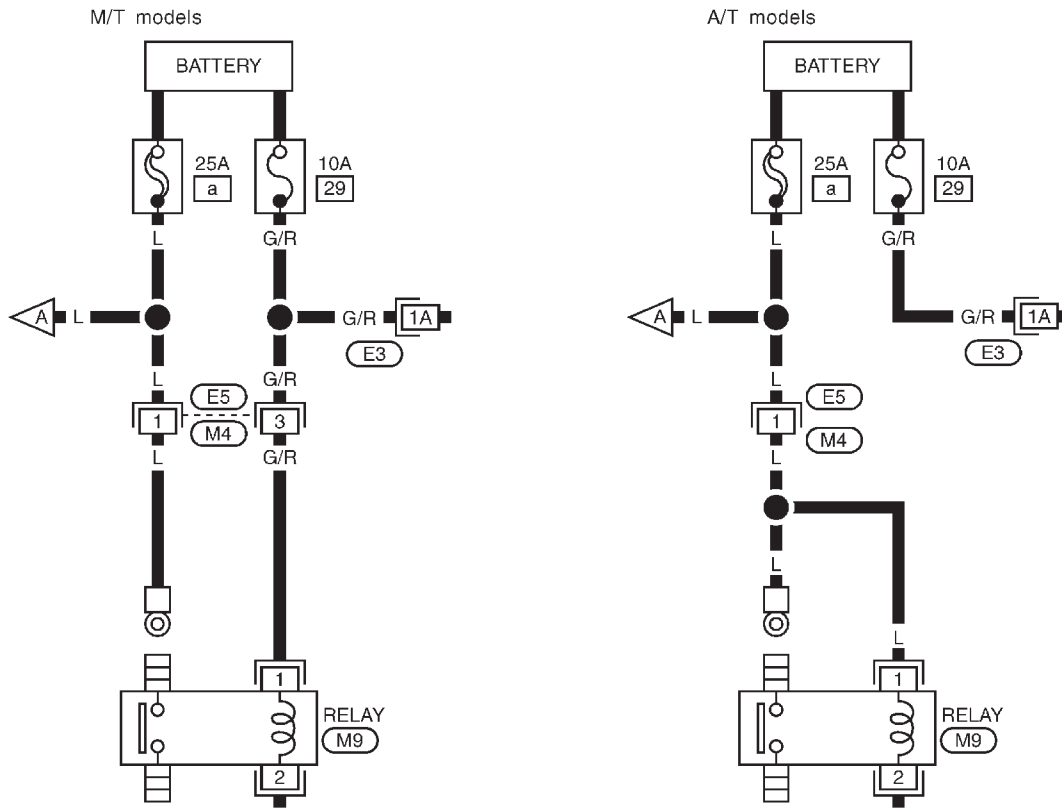 M/T models
BATTERY
25A
a
10A
29
L
G/R
A
L
G/R
1A
E3
L
G/R
1
E5
M4
3
L
G/R
1
RELAY
M9
2
A/T models
BATTERY
25A
a
10A
29
L
G/R
A
L
G/R
1A
E3
L
1
E5
M4
L
L
L
1
RELAY
M9
2